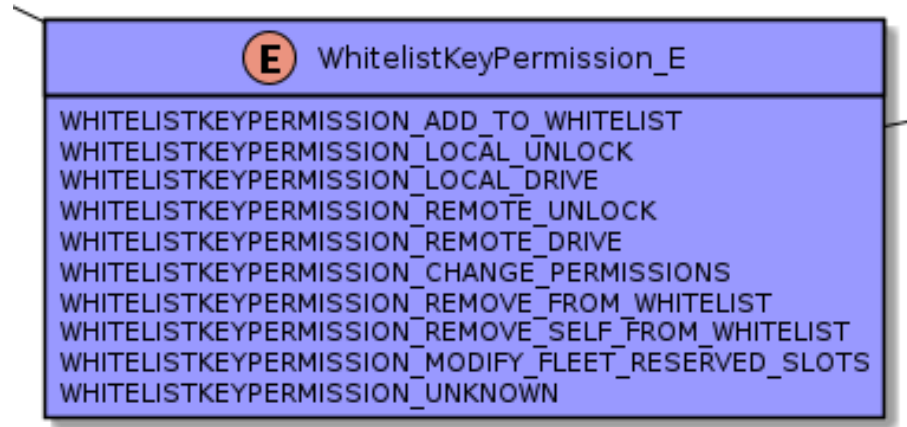 E WhitelistKeyPermission_E
WHITELISTKEYPERMISSION_ADD_TO_WHITELIST
WHITELISTKEYPERMISSION_LOCAL_UNLOCK
WHITELISTKEYPERMISSION_LOCAL_DRIVE
WHITELISTKEYPERMISSION_REMOTE_UNLOCK
WHITELISTKEYPERMISSION_REMOTE_DRIVE
WHITELISTKEYPERMISSION_CHANGE_PERMISSIONS
WHITELISTKEYPERMISSION_REMOVE_FROM_WHITELIST
WHITELISTKEYPERMISSION_REMOVE_SELF_FROM_WHITELIST
WHITELISTKEYPERMISSION_MODIFY_FLEET_RESERVED_SLOTS
WHITELISTKEYPERMISSION_UNKNOWN